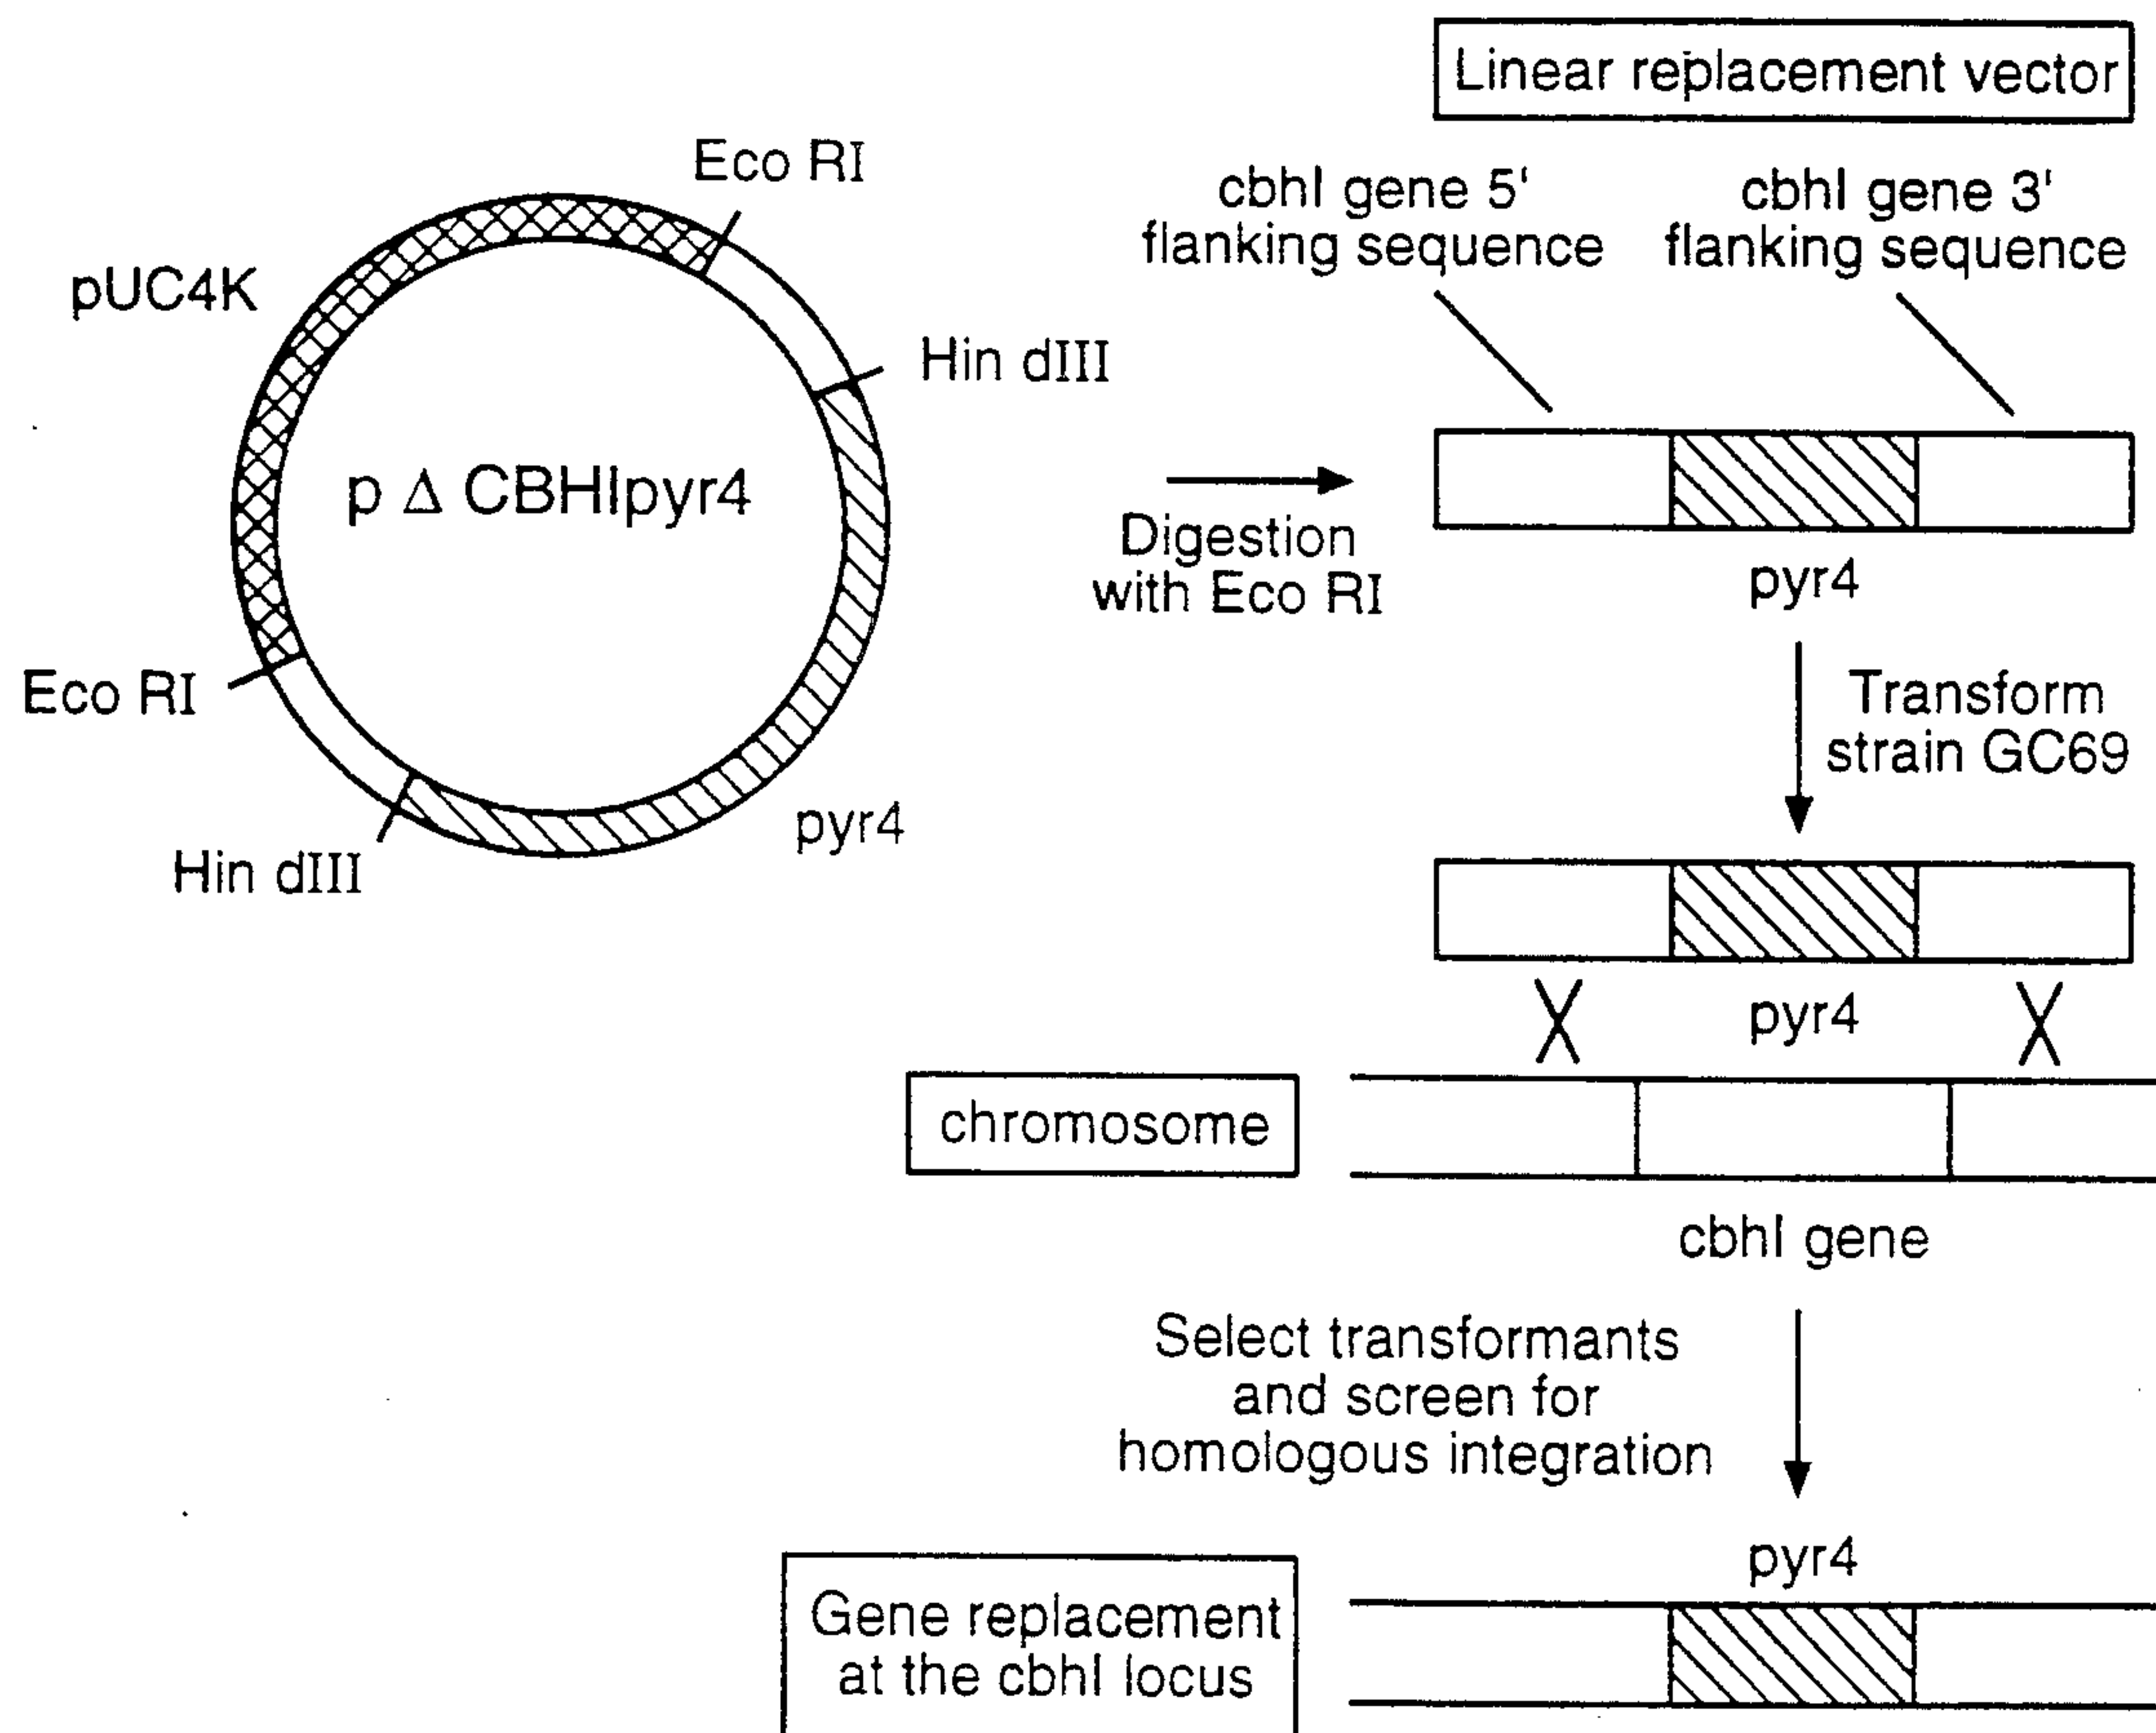 Linear replacement vector
Eco RI
pUC4K
Hin dIII
p Δ CBHIpyr4
Eco RI
Hin dIII
pyr4
Digestion
with Eco RI
cbhI gene 5'
flanking sequence
cbhI gene 3'
flanking sequence
pyr4
Transform
strain GC69
pyr4
chromosome
cbhI gene
Select transformants
and screen for
homologous integration
pyr4
Gene replacement
at the cbhI locus